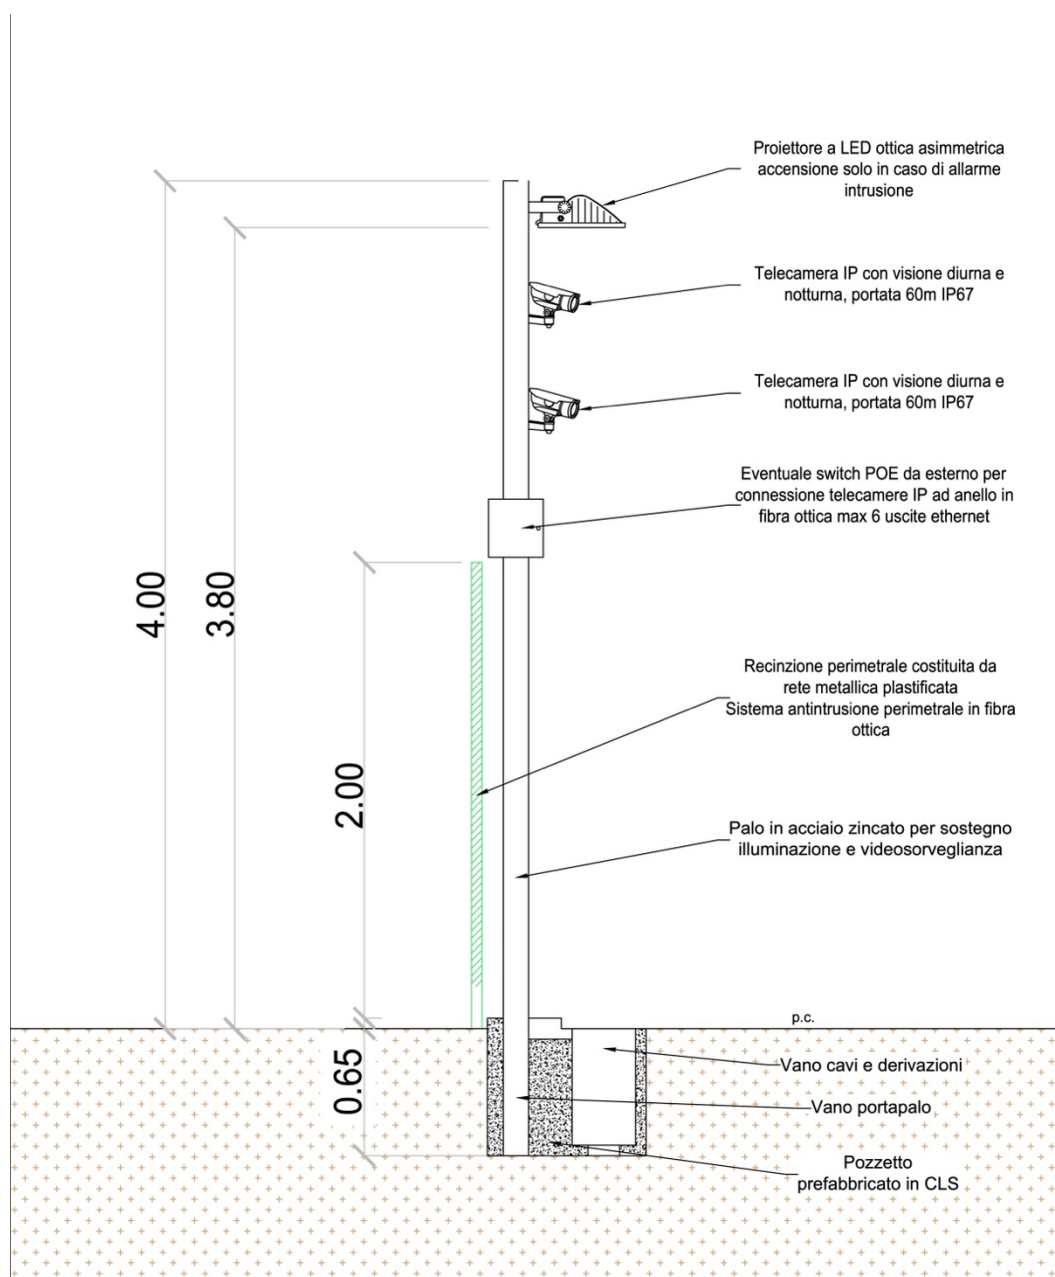 Proiettore a LED ottica asimmetrica
accensione solo in caso di allarme
intrusione
Telecamera IP con visione diurna e
notturna, portata 60m IP67
Telecamera IP con visione diurna e
notturna, portata 60m IP67
Eventuale switch POE da esterno per
connessione telecamere IP ad anello in
fibra ottica max 6 uscite ethernet
4.00
3.80
2.00
Recinzione perimetrale costituita da
rete metallica plastificata
Sistema antintrusione perimetrale in fibra
ottica
Palo in acciaio zincato per sostegno
illuminazione e videosorveglianza
p.c.
0.65
Vano cavi e derivazioni
Vano portapalo
Pozzetto
prefabbricato in CLS